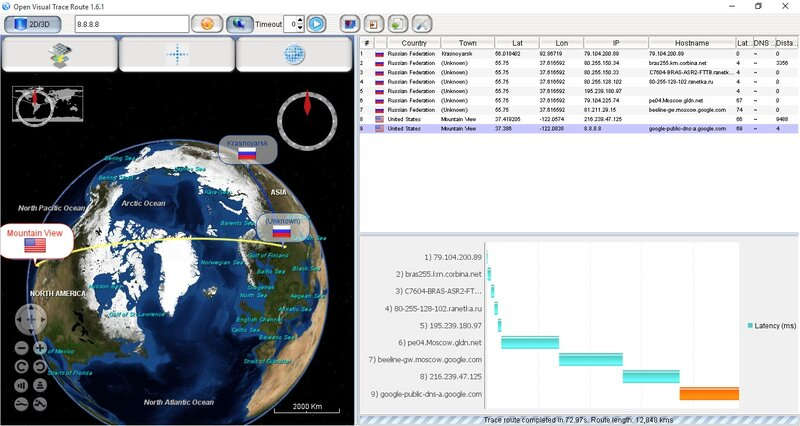 Open Visual Trace Route 1.6.1
2D/3D
8.8.8.8
Timeout 0
# Country Town Lat Lon IP Hostname Lat... DNS ... Dista...
1 Russian Federation Krasnoyarsk 56.018402 92.86719 79.104.200.89 79.104.200.89 0 - 0
2 Russian Federation (Unknown) 55.75 37.616592 80.255.150.34 bras255.krn.corbina.net 4 - 3356
3 Russian Federation (Unknown) 55.75 37.616592 80.255.150.33 C7604-BRAS-ASR2-FTTB.ranetk... 4 - 0
4 Russian Federation (Unknown) 55.75 37.616592 80.255.128.102 80-255-128-102.ranetka.ru 4 - 0
5 Russian Federation (Unknown) 55.75 37.616592 195.239.180.97 195.239.180.97 4 - 0
6 Russian Federation (Unknown) 55.75 37.616592 79.104.225.74 pe04.Moscow.gldn.net 67 - 0
7 Russian Federation (Unknown) 55.75 37.616592 81.211.29.15 beeline-gw.moscow.google.com 74 - 0
8 United States Mountain View 37.419205 -122.0574 216.239.47.125 66 - 9488
9 United States Mountain View 37.386 -122.0838 8.8.8.8 google-public-dns-a.google.com 69 - 4
Krasnoyarsk
Bering Sea
ASIA
North Pacific Ocean
Arctic Ocean
Kara Sea
Barents Sea
(Unknown)
Mountain View
Norwegian Sea
Gulf of Finland
Baltic Sea
Black Sea
NORTH AMERICA
Hudson Bay
North Sea
Aegean Sea
Gulf of St. Lawrence
English Channel
Adriatic Sea
Celtic Sea
Balearic Sea
Gulf of Mexico
Straits of Florida
Strait of Gibraltar
North Atlantic Ocean
2000 Km
1) 79.104.200.89
2) bras255.krn.corbina.net
3) C7604-BRAS-ASR2-FT...
4) 80-255-128-102.ranetka.ru
5) 195.239.180.97
6) pe04.Moscow.gldn.net
7) beeline-gw.moscow.google.com
8) 216.239.47.125
9) google-public-dns-a.google.com
Latency (ms)
Trace route completed in 72.97s. Route length: 12,848 kms